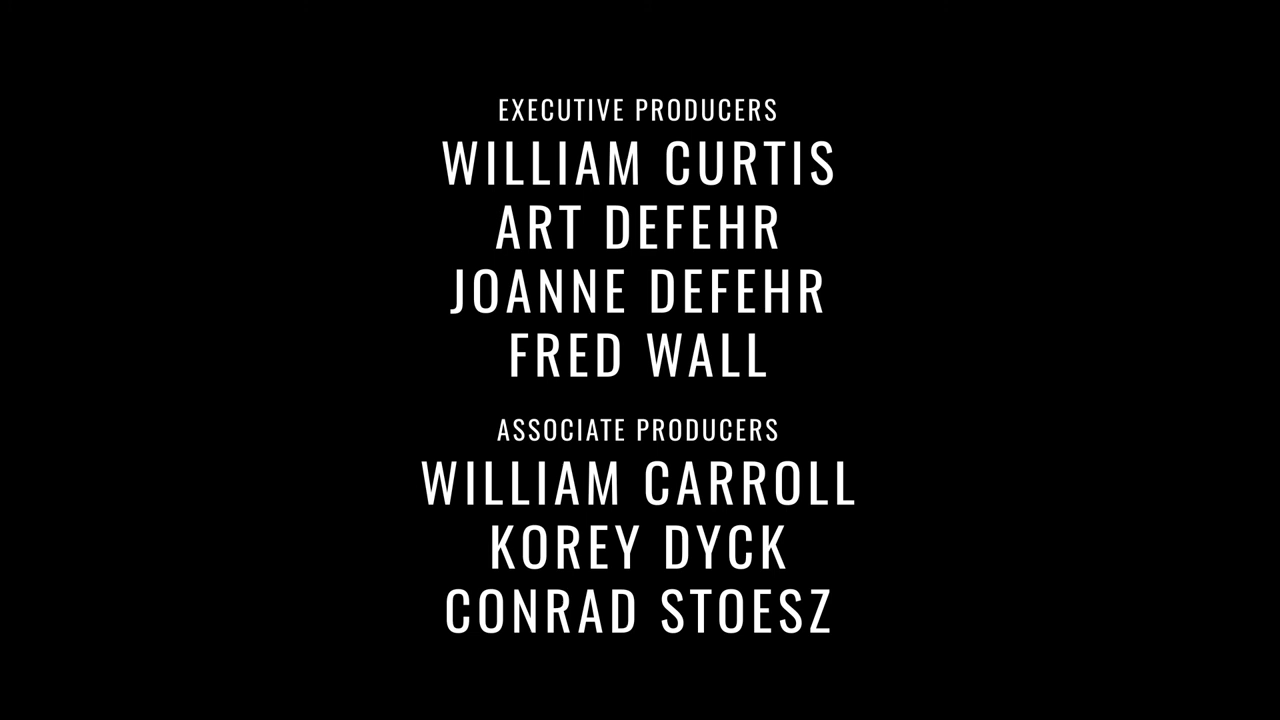 EXECUTIVE PRODUCERS
WILLIAM CURTIS
ART DEFEHR
JOANNE DEFEHR
FRED WALL
ASSOCIATE PRODUCERS
WILLIAM CARROLL
KOREY DYCK
CONRAD STOESZ